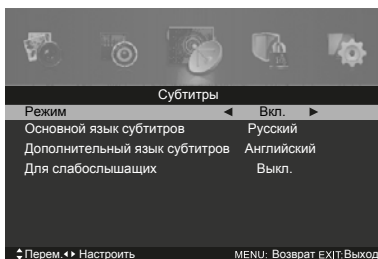 Субтитры
Режим ◄ Вкл. ►
Основной язык субтитров Русский
Дополнительный язык субтитров Английский
Для слабослышащих Выкл.
Перем. Настроить MENU: Возврат EXIT:Выход